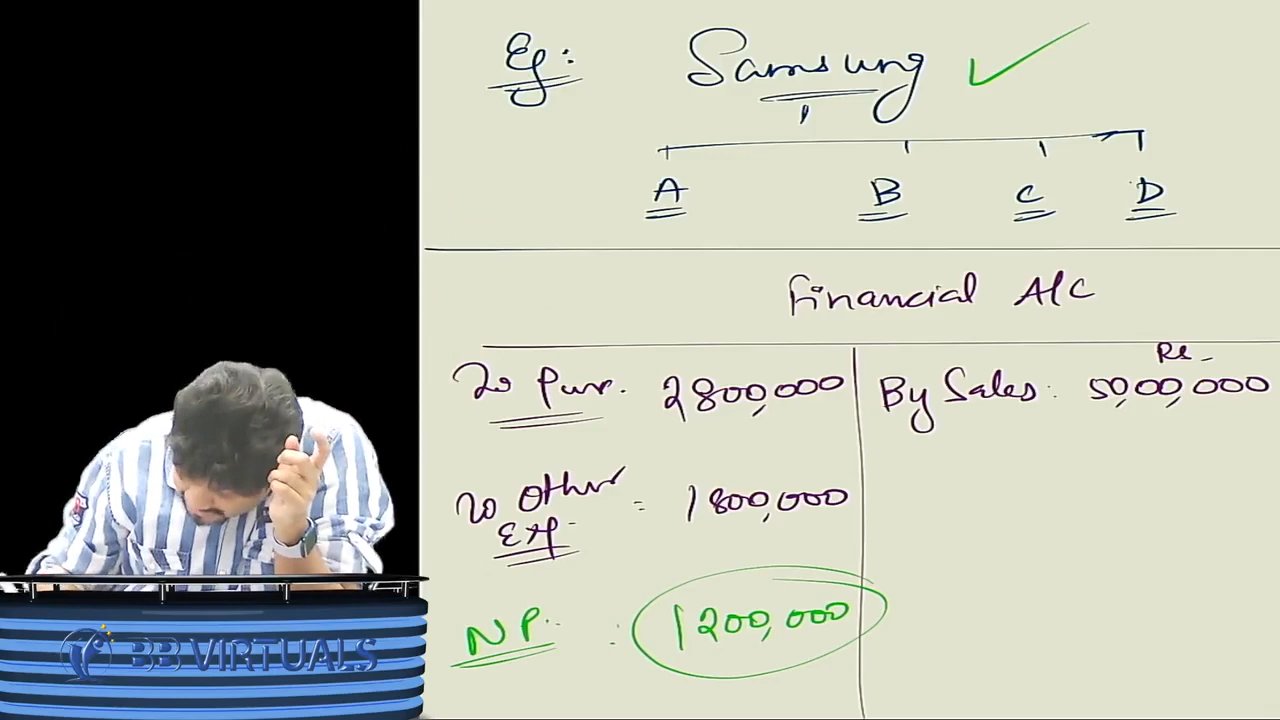 Eg: Samsung
A B C D
Financial A/C
Rs
To Pur. 2800,000 By Sales: 50,00,000
To Other Exp = 1800,000
NP. : 1200,000
BB VIRTUALS